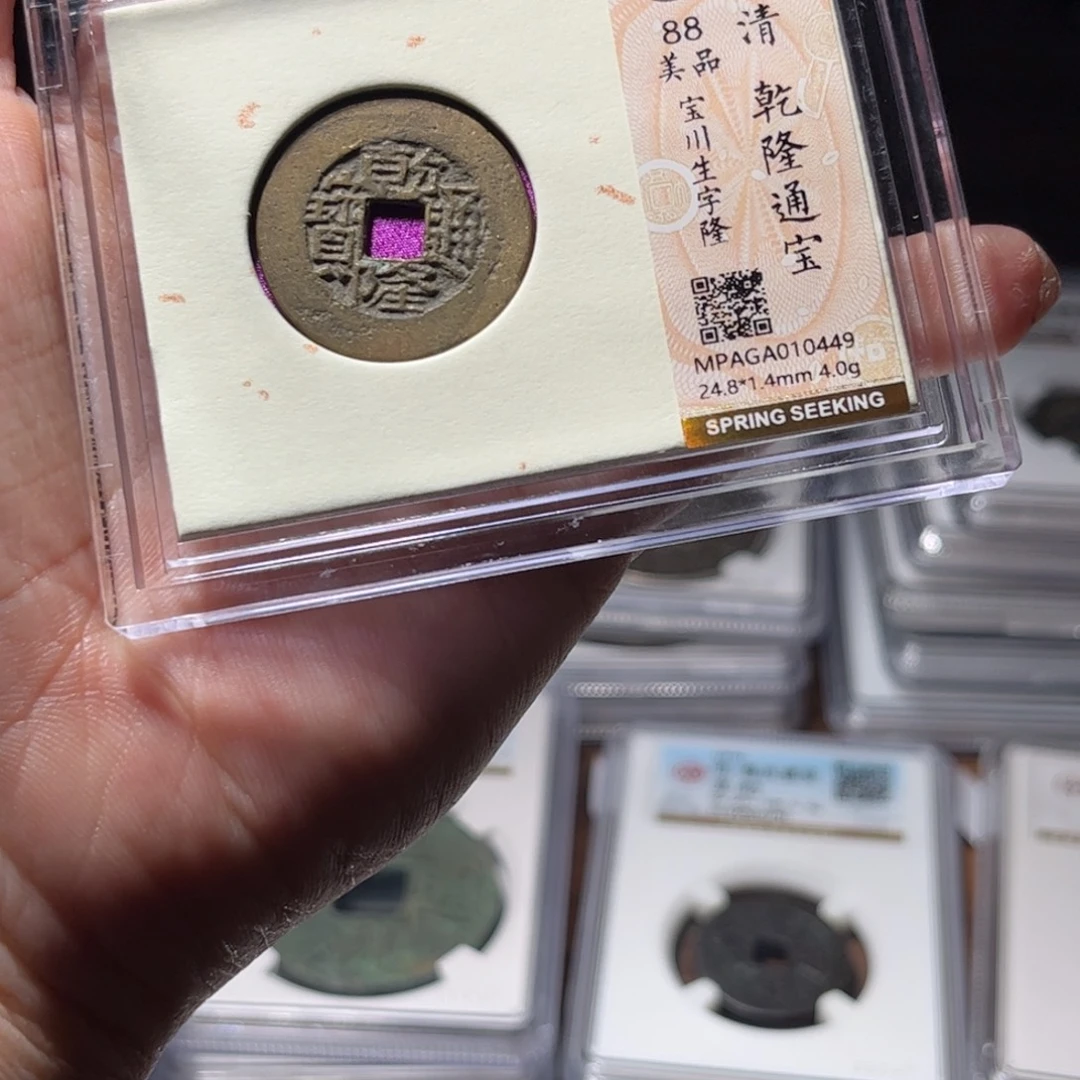 清 乾隆通宝
88
美品
宝川生字隆
MPAGA010449
24.8*1.4mm/4.0g
SPRING SEEKING
乾隆通寳